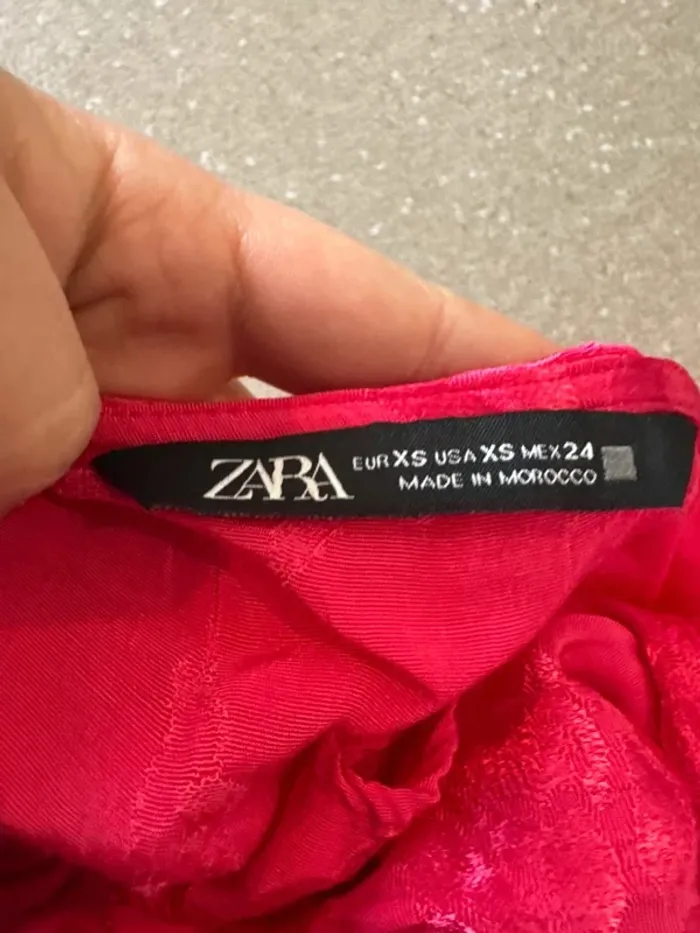 ZARA
EUR XS USA XS MEX 24
MADE IN MOROCCO